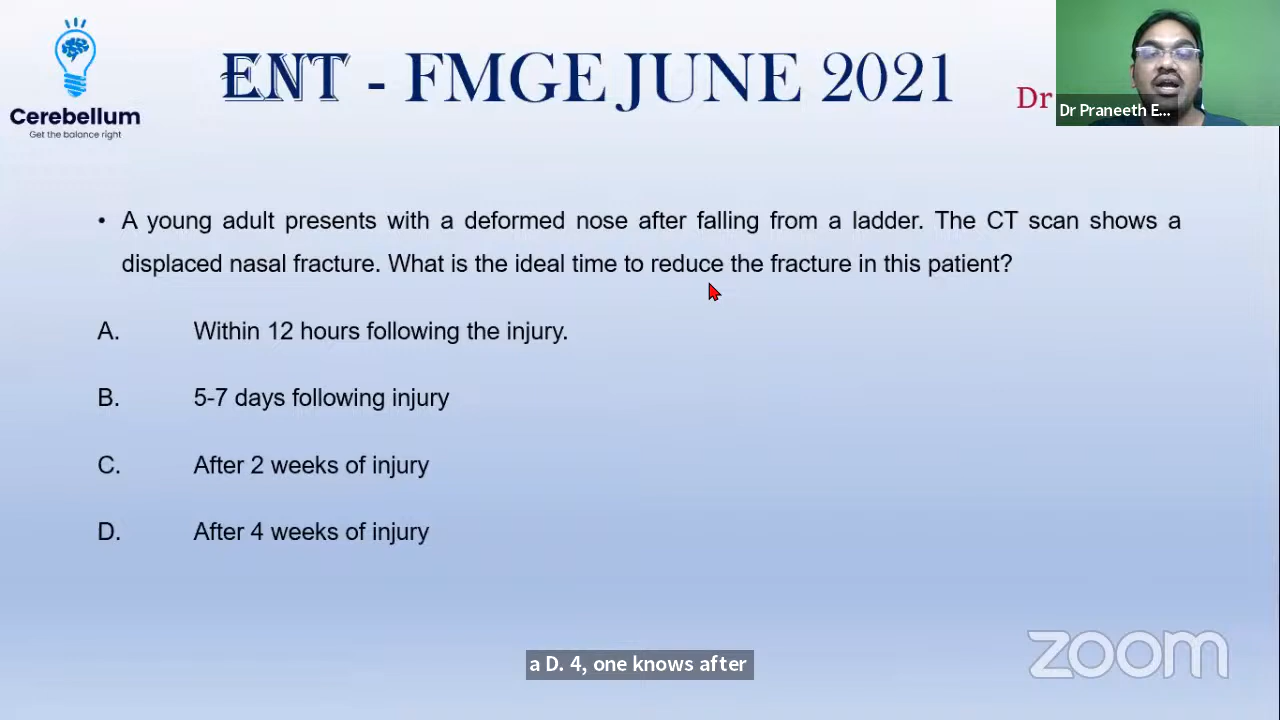 Cerebellum
Get the balance right
ENT - FMGE JUNE 2021
Dr
Dr Praneeth E...
• A young adult presents with a deformed nose after falling from a ladder. The CT scan shows a
displaced nasal fracture. What is the ideal time to reduce the fracture in this patient?
A. Within 12 hours following the injury.
B. 5-7 days following injury
C. After 2 weeks of injury
D. After 4 weeks of injury
a D. 4, one knows after
zoom